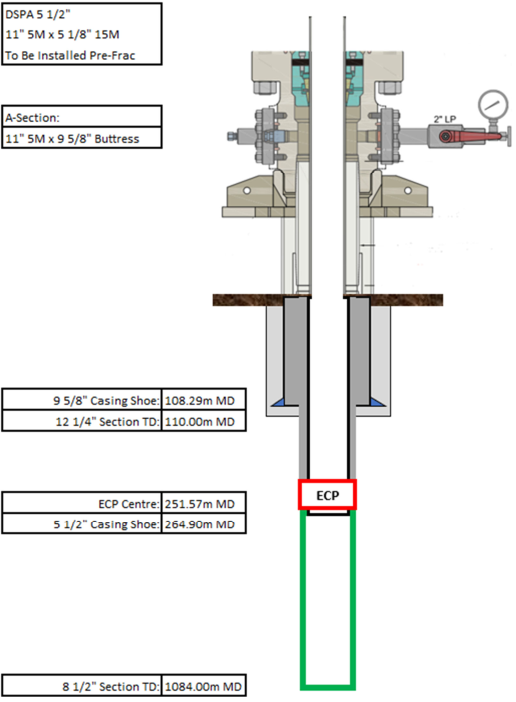 DSPA 5 1/2"
11" 5M x 5 1/8" 15M
To Be Installed Pre-Frac
A-Section:
11" 5M x 9 5/8" Buttress
2" LP
9 5/8" Casing Shoe: 108.29m MD
12 1/4" Section TD: 110.00m MD
ECP
ECP Centre: 251.57m MD
5 1/2" Casing Shoe: 264.90m MD
8 1/2" Section TD: 1084.00m MD